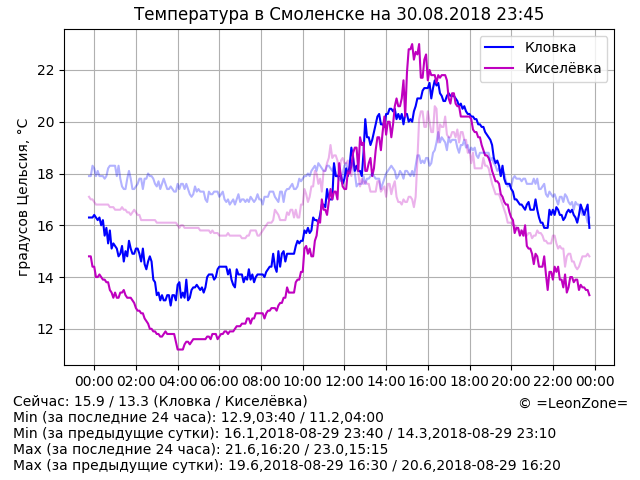 Температура в Смоленске на 30.08.2018 23:45
Кловка
Киселёвка
градусов Цельсия, °C
22
20
18
16
14
12
00:00 02:00 04:00 06:00 08:00 10:00 12:00 14:00 16:00 18:00 20:00 22:00 00:00
© =LeonZone=
Сейчас: 15.9 / 13.3 (Кловка / Киселёвка)
Min (за последние 24 часа): 12.9,03:40 / 11.2,04:00
Min (за предыдущие сутки): 16.1,2018-08-29 23:40 / 14.3,2018-08-29 23:10
Max (за последние 24 часа): 21.6,16:20 / 23.0,15:15
Max (за предыдущие сутки): 19.6,2018-08-29 16:30 / 20.6,2018-08-29 16:20